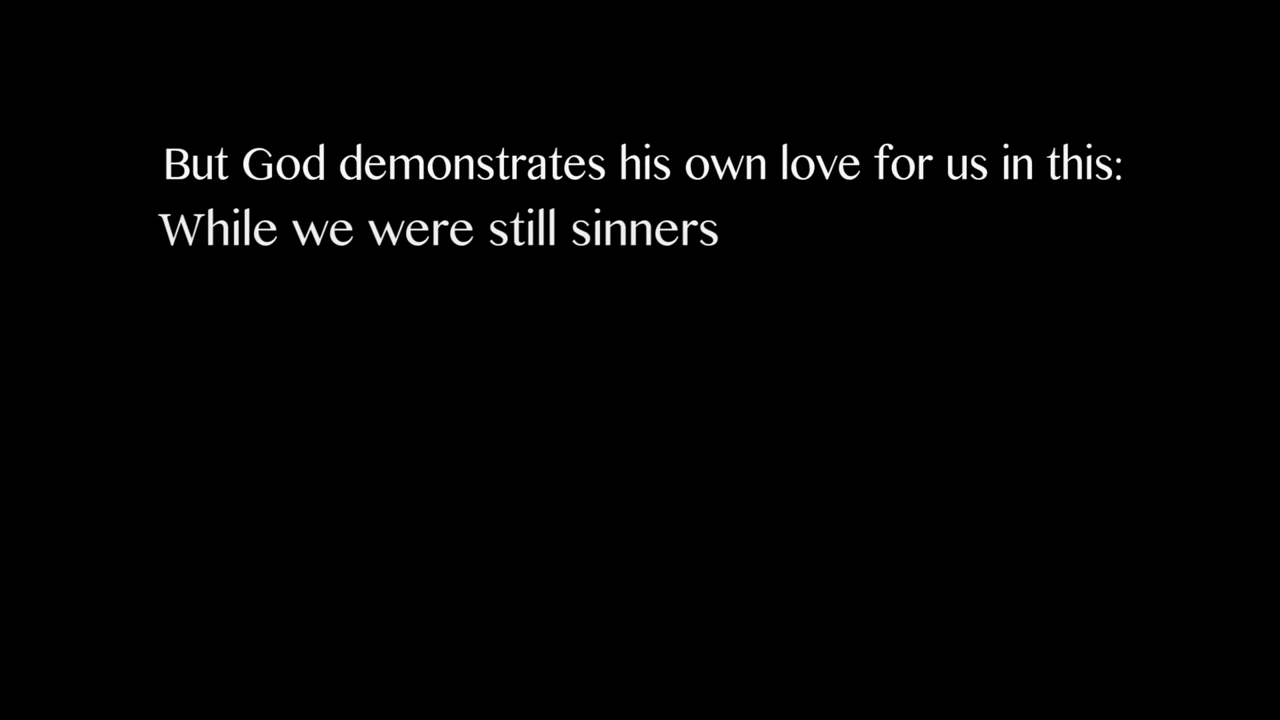 But God demonstrates his own love for us in this:
While we were still sinners